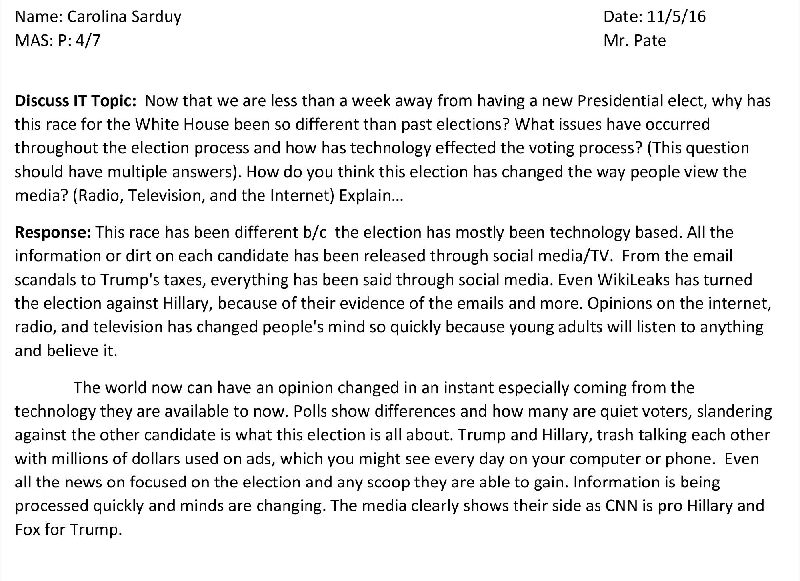 Name: Carolina Sarduy Date: 11/5/16
MAS: P: 4/7 Mr. Pate
Discuss IT Topic: Now that we are less than a week away from having a new Presidential elect, why has
this race for the White House been so different than past elections? What issues have occurred
throughout the election process and how has technology effected the voting process? (This question
should have multiple answers). How do you think this election has changed the way people view the
media? (Radio, Television, and the Internet) Explain...
Response: This race has been different b/c the election has mostly been technology based. All the
information or dirt on each candidate has been released through social media/TV. From the email
scandals to Trump's taxes, everything has been said through social media. Even WikiLeaks has turned
the election against Hillary, because of their evidence of the emails and more. Opinions on the internet,
radio, and television has changed people's mind so quickly because young adults will listen to anything
and believe it.
The world now can have an opinion changed in an instant especially coming from the
technology they are available to now. Polls show differences and how many are quiet voters, slandering
against the other candidate is what this election is all about. Trump and Hillary, trash talking each other
with millions of dollars used on ads, which you might see every day on your computer or phone. Even
all the news on focused on the election and any scoop they are able to gain. Information is being
processed quickly and minds are changing. The media clearly shows their side as CNN is pro Hillary and
Fox for Trump.